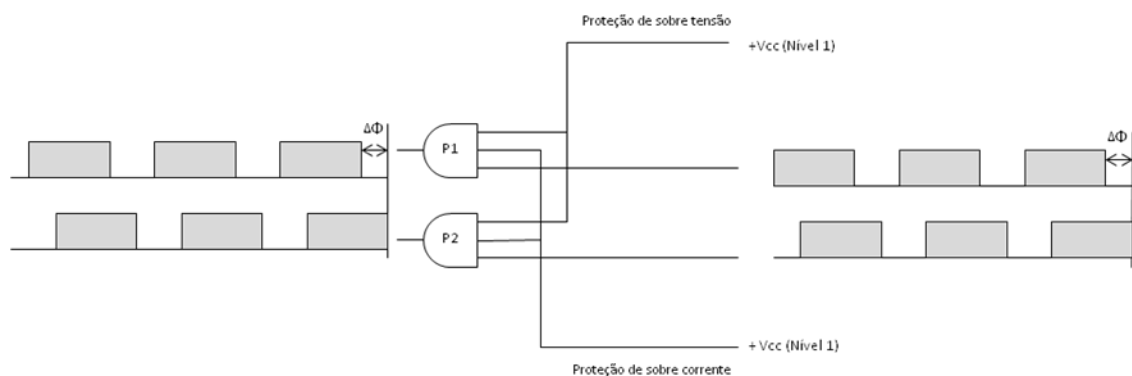 Proteção de sobre tensão
+Vcc (Nível 1)
ΔΦ
P1
ΔΦ
P2
+ Vcc (Nível 1)
Proteção de sobre corrente